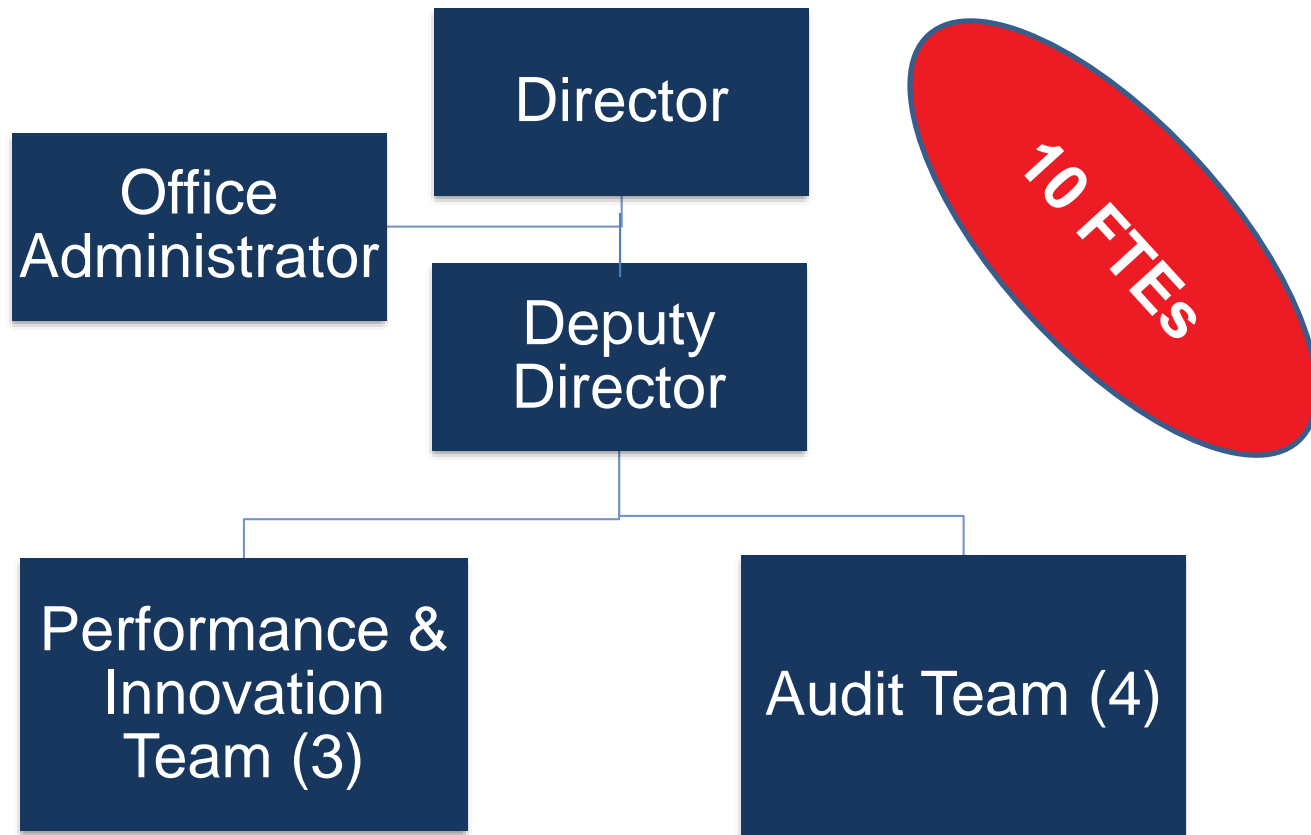 Director
10 FTEs
Office
Administrator
Deputy
Director
Performance &
Innovation
Team (3)
Audit Team (4)